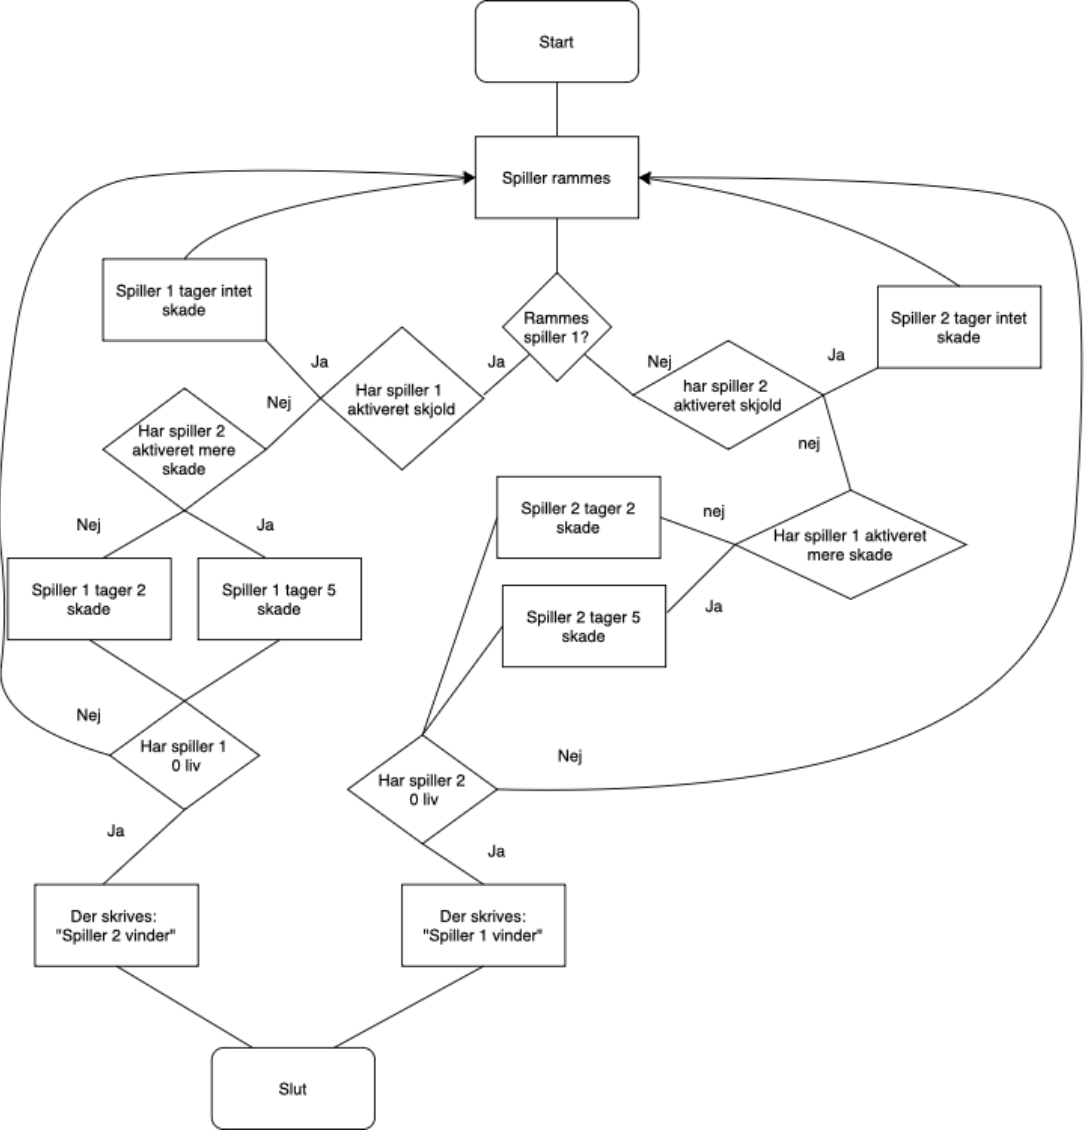 Start
Spiller rammes
Spiller 1 tager intet
skade
Rammes
spiller 1?
Spiller 2 tager intet
skade
Ja
Ja
Nej
Ja
Har spiller 1
aktiveret skjold
har spiller 2
aktiveret skjold
Nej
Har spiller 2
aktiveret mere
skade
nej
Nej
Ja
Spiller 2 tager 2
skade
nej
Har spiller 1 aktiveret
mere skade
Spiller 1 tager 2
skade
Spiller 1 tager 5
skade
Spiller 2 tager 5
skade
Ja
Nej
Har spiller 1
0 liv
Har spiller 2
0 liv
Nej
Ja
Ja
Der skrives:
"Spiller 2 vinder"
Der skrives:
"Spiller 1 vinder"
Slut